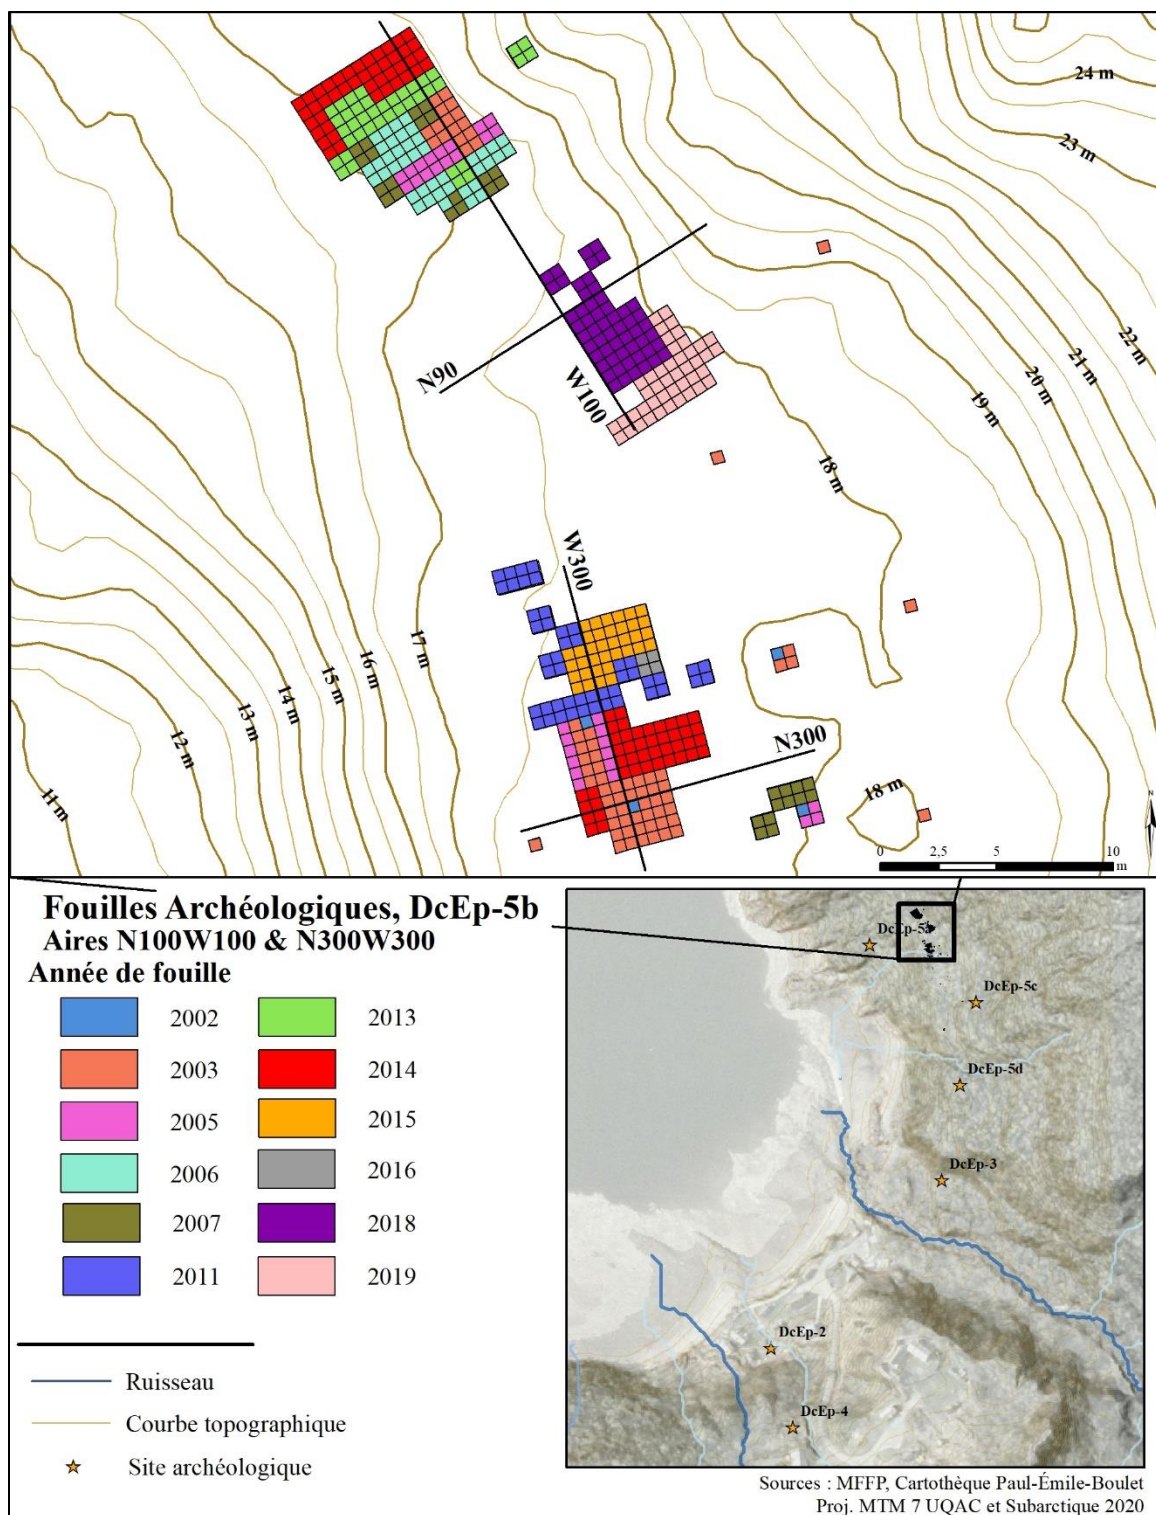 24 m
23 m
22 m
21 m
20 m
19 m
18 m
N90
W100
W300
N300
17 m
16 m
15 m
14 m
13 m
12 m
11 m
18 m
N
0 2,5 5 10
m
Fouilles Archéologiques, DcEp-5b
Aires N100W100 & N300W300
Année de fouille
2002 2013
2003 2014
2005 2015
2006 2016
2007 2018
2011 2019
Ruisseau
Courbe topographique
Site archéologique
DcEp-5a
DcEp-5c
DcEp-5d
DcEp-3
DcEp-2
DcEp-4
Sources : MFFP, Cartothèque Paul-Émile-Boulet
Proj. MTM 7 UQAC et Subarctique 2020